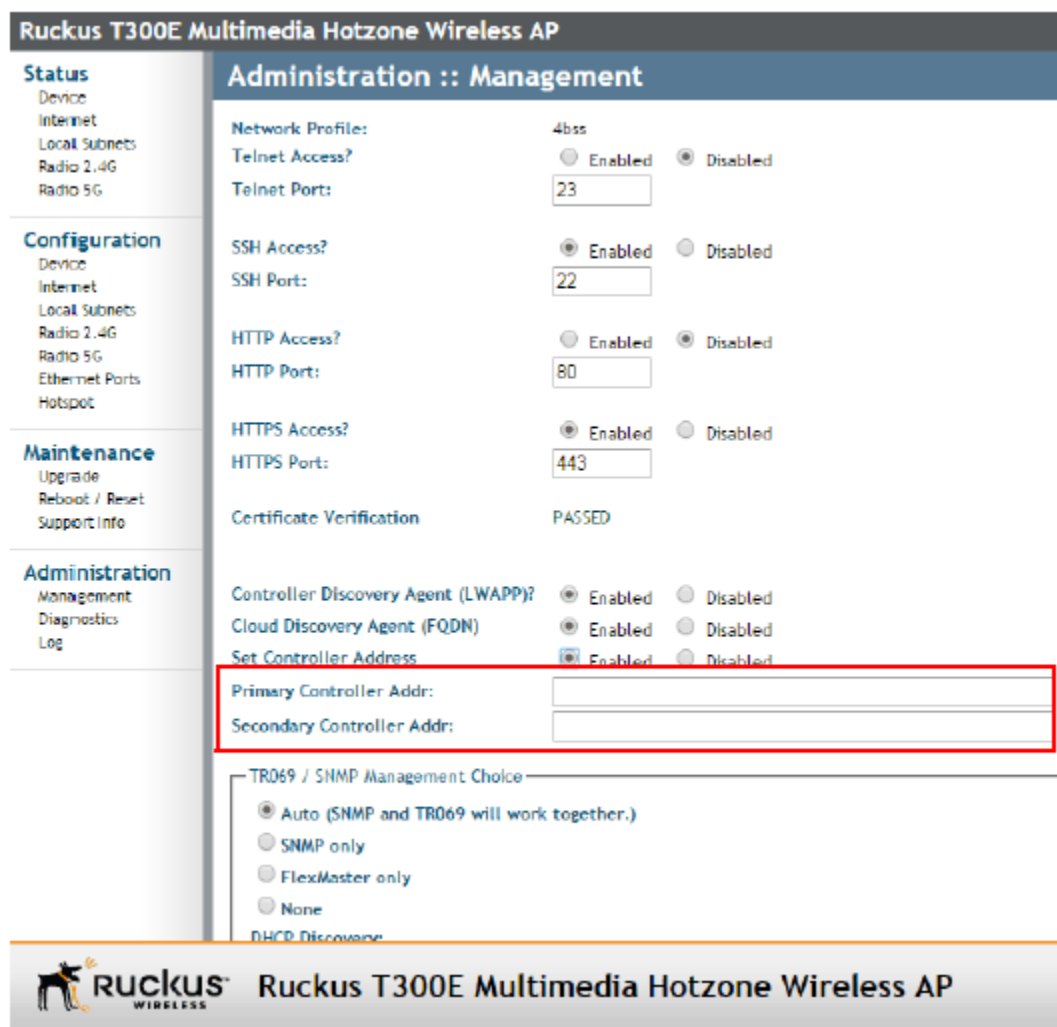 Ruckus T300E Multimedia Hotzone Wireless AP
Status
Device
Internet
Local Subnets
Radio 2.4G
Radio 5G
Configuration
Device
Internet
Local Subnets
Radio 2.4G
Radio 5G
Ethernet Ports
Hotspot
Maintenance
Upgrade
Reboot / Reset
Support Info
Administration
Management
Diagnostics
Log
Administration :: Management
Network Profile: 4bss
Telnet Access? Enabled Disabled
Telnet Port: 23
SSH Access? Enabled Disabled
SSH Port: 22
HTTP Access? Enabled Disabled
HTTP Port: 80
HTTPS Access? Enabled Disabled
HTTPS Port: 443
Certificate Verification PASSED
Controller Discovery Agent (LWAPP)? Enabled Disabled
Cloud Discovery Agent (FQDN) Enabled Disabled
Set Controller Address Enabled Disabled
Primary Controller Addr:
Secondary Controller Addr:
TR069 / SNMP Management Choice
Auto (SNMP and TR069 will work together.)
SNMP only
FlexMaster only
None
DHCP Discovery:
Ruckus WIRELESS
Ruckus T300E Multimedia Hotzone Wireless AP